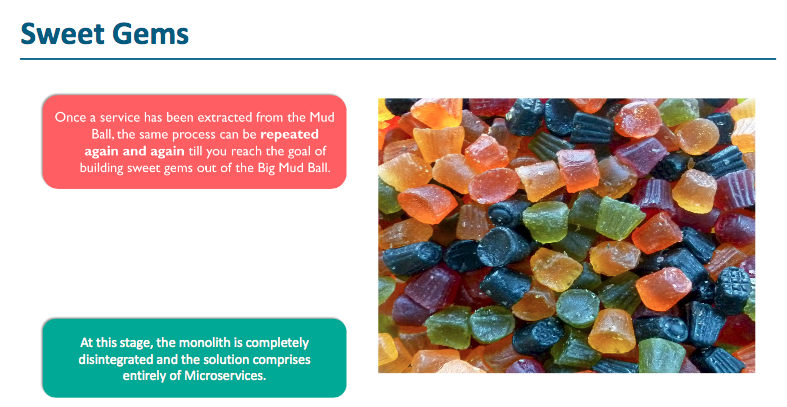 Sweet Gems
Once a service has been extracted from the Mud
Ball, the same process can be repeated
again and again till you reach the goal of
building sweet gems out of the Big Mud Ball.
At this stage, the monolith is completely
disintegrated and the solution comprises
entirely of Microservices.